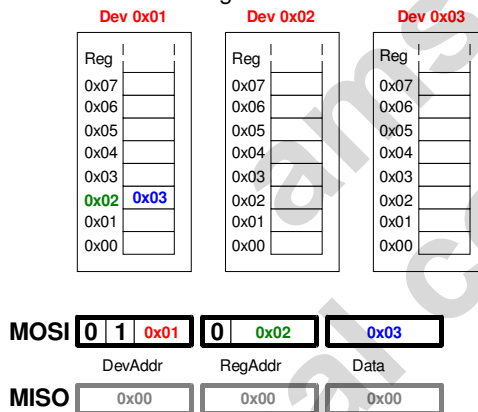 Dev 0x01 Dev 0x02 Dev 0x03
Reg Reg Reg
0x07 0x07 0x07
0x06 0x06 0x06
0x05 0x05 0x05
0x04 0x04 0x04
0x03 0x03 0x03
0x02 0x03 0x02 0x02
0x01 0x01 0x01
0x00 0x00 0x00
MOSI 0 1 0x01 0 0x02 0x03
DevAddr RegAddr Data
MISO 0x00 0x00 0x00